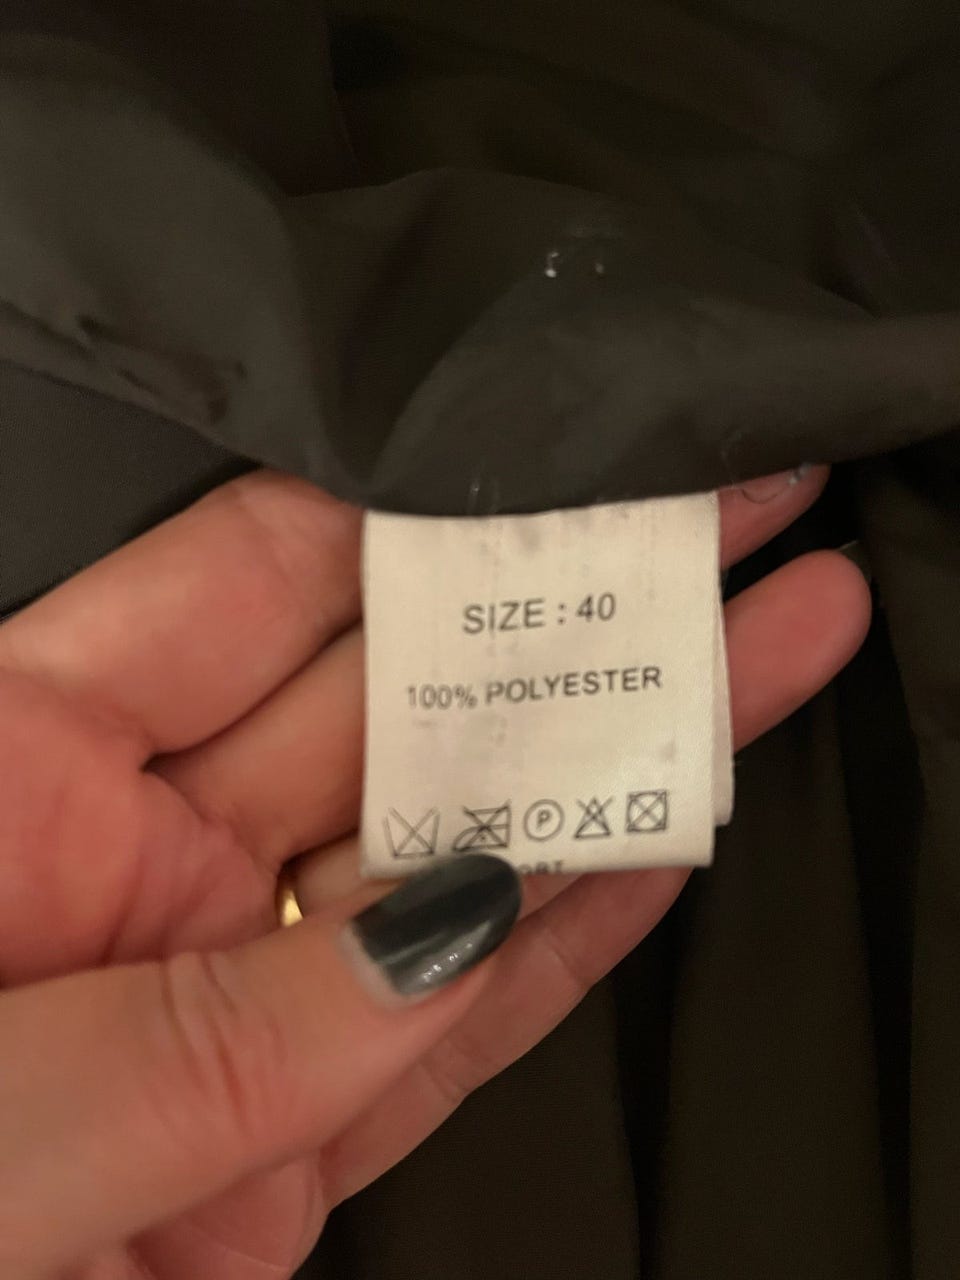 SIZE : 40
100% POLYESTER
P